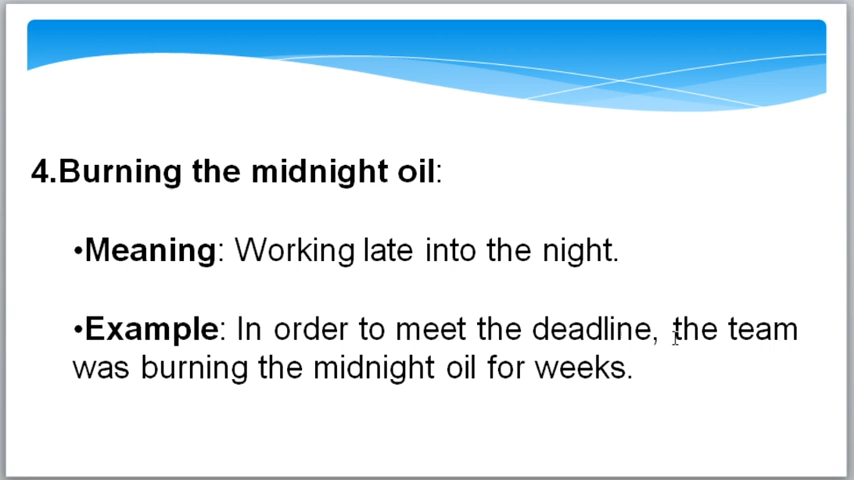 4.Burning the midnight oil:
•Meaning: Working late into the night.
•Example: In order to meet the deadline, the team
was burning the midnight oil for weeks.